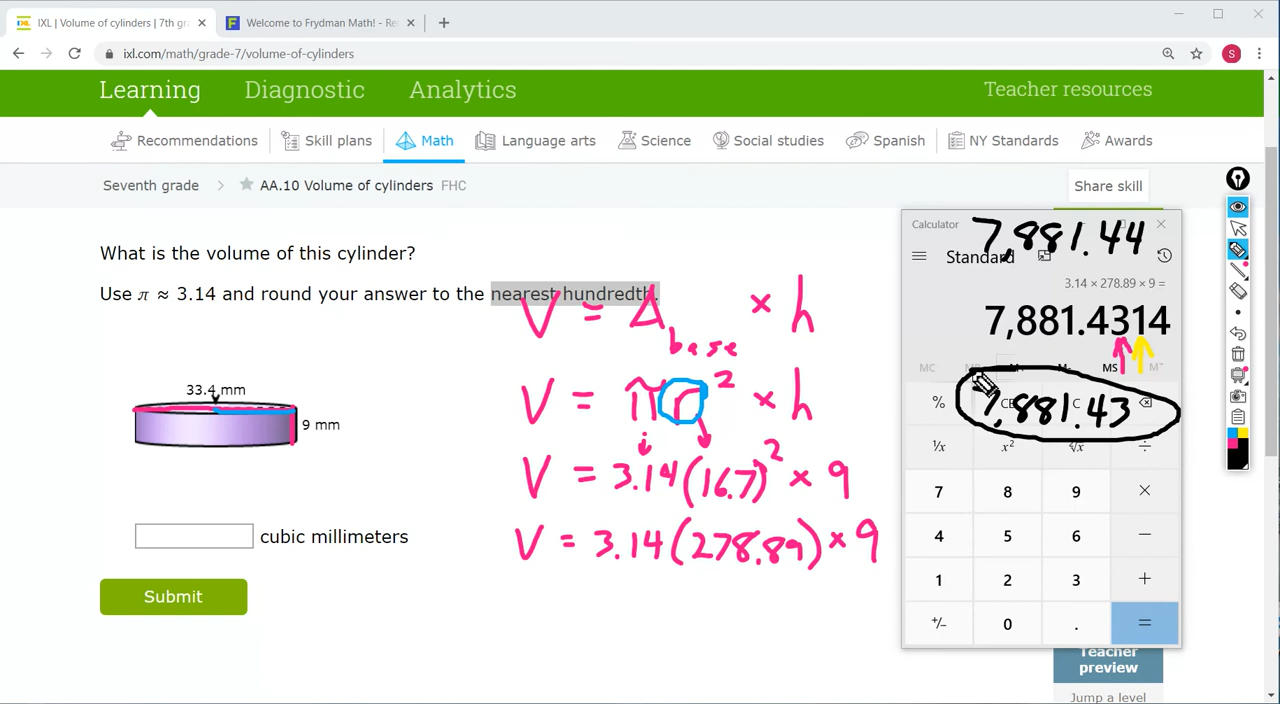 IXL | Volume of cylinders | 7th gra
Welcome to Frydman Math! - Re
ixl.com/math/grade-7/volume-of-cylinders
S
Learning Diagnostic Analytics Teacher resources
Recommendations Skill plans Math Language arts Science Social studies Spanish NY Standards Awards
Seventh grade > AA.10 Volume of cylinders FHC
Share skill
What is the volume of this cylinder?
Use π ≈ 3.14 and round your answer to the nearest hundredth.
33.4 mm
9 mm
cubic millimeters
Submit
V = A base × h
V = πr² × h
V = 3.14(16.7)² × 9
V = 3.14(278.89) × 9
Calculator
7,881.44
Standard
3.14 × 278.89 × 9 =
7,881.4314
MC MS
7,881.43
% CE C
¹/x x² ÷
7 8 9 ×
4 5 6 −
1 2 3 +
+/− 0 . =
Teacher
preview
Jump a level